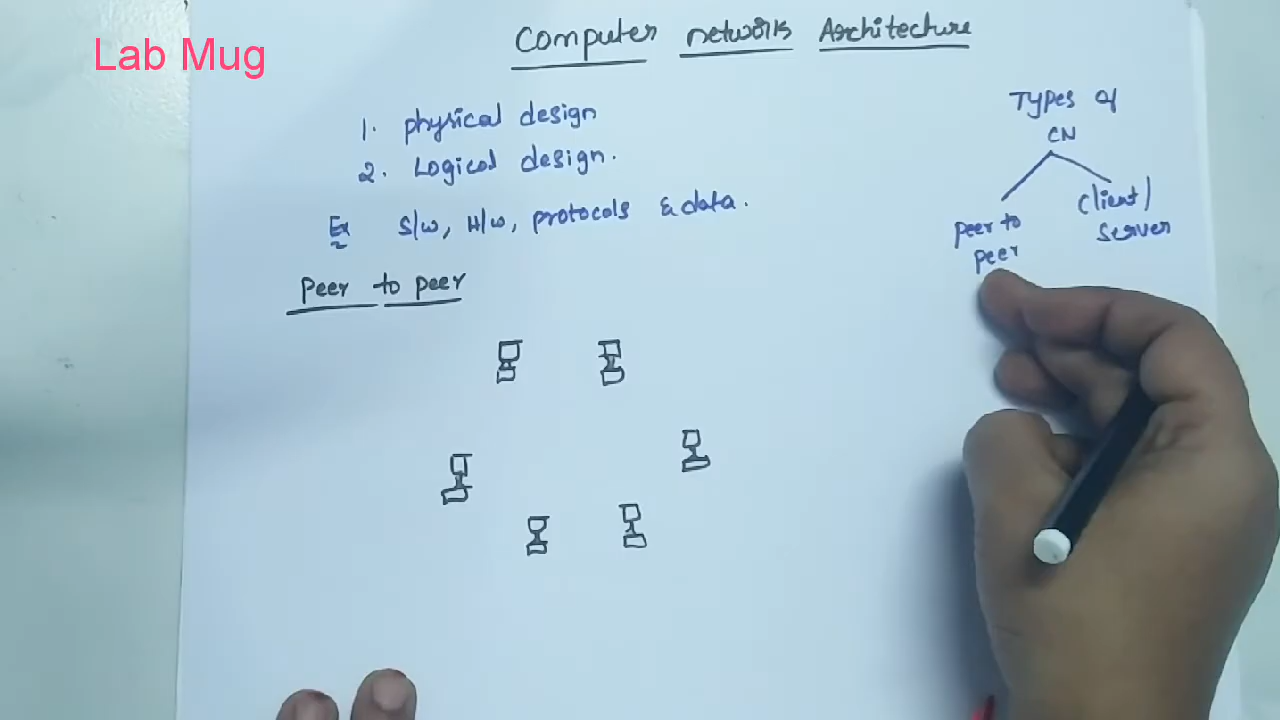 Lab Mug
Computer networks Architecture
1. physical design
2. Logical design.
Ex S/w, H/w, protocols & data.
Peer to peer
Types of
CN
Peer to
peer
Client/
server